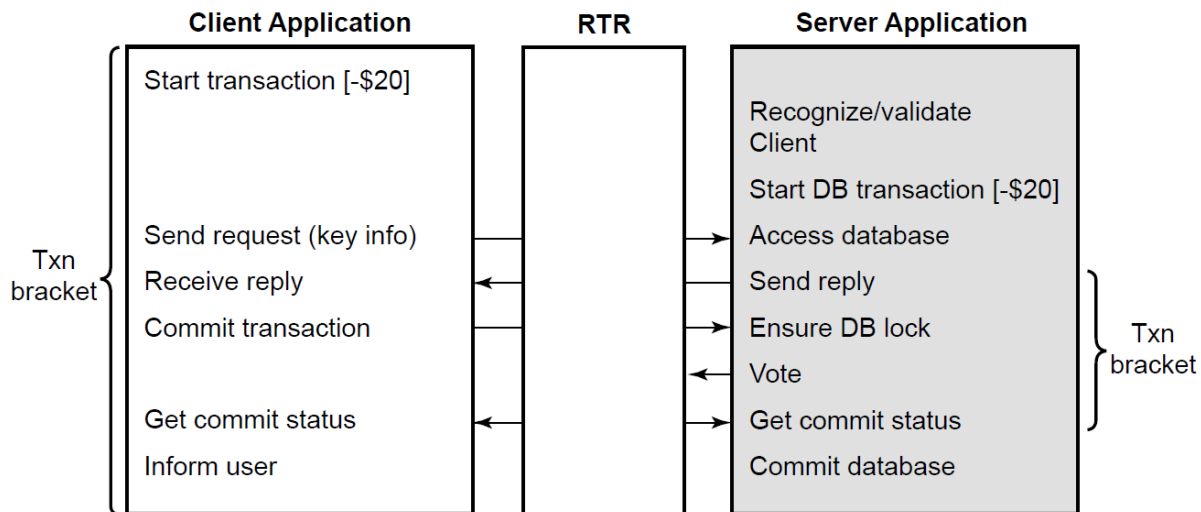 Client Application
RTR
Server Application
Txn
bracket
Start transaction [-$20]
Send request (key info)
Receive reply
Commit transaction
Get commit status
Inform user
Recognize/validate
Client
Start DB transaction [-$20]
Access database
Send reply
Ensure DB lock
Vote
Get commit status
Commit database
Txn
bracket